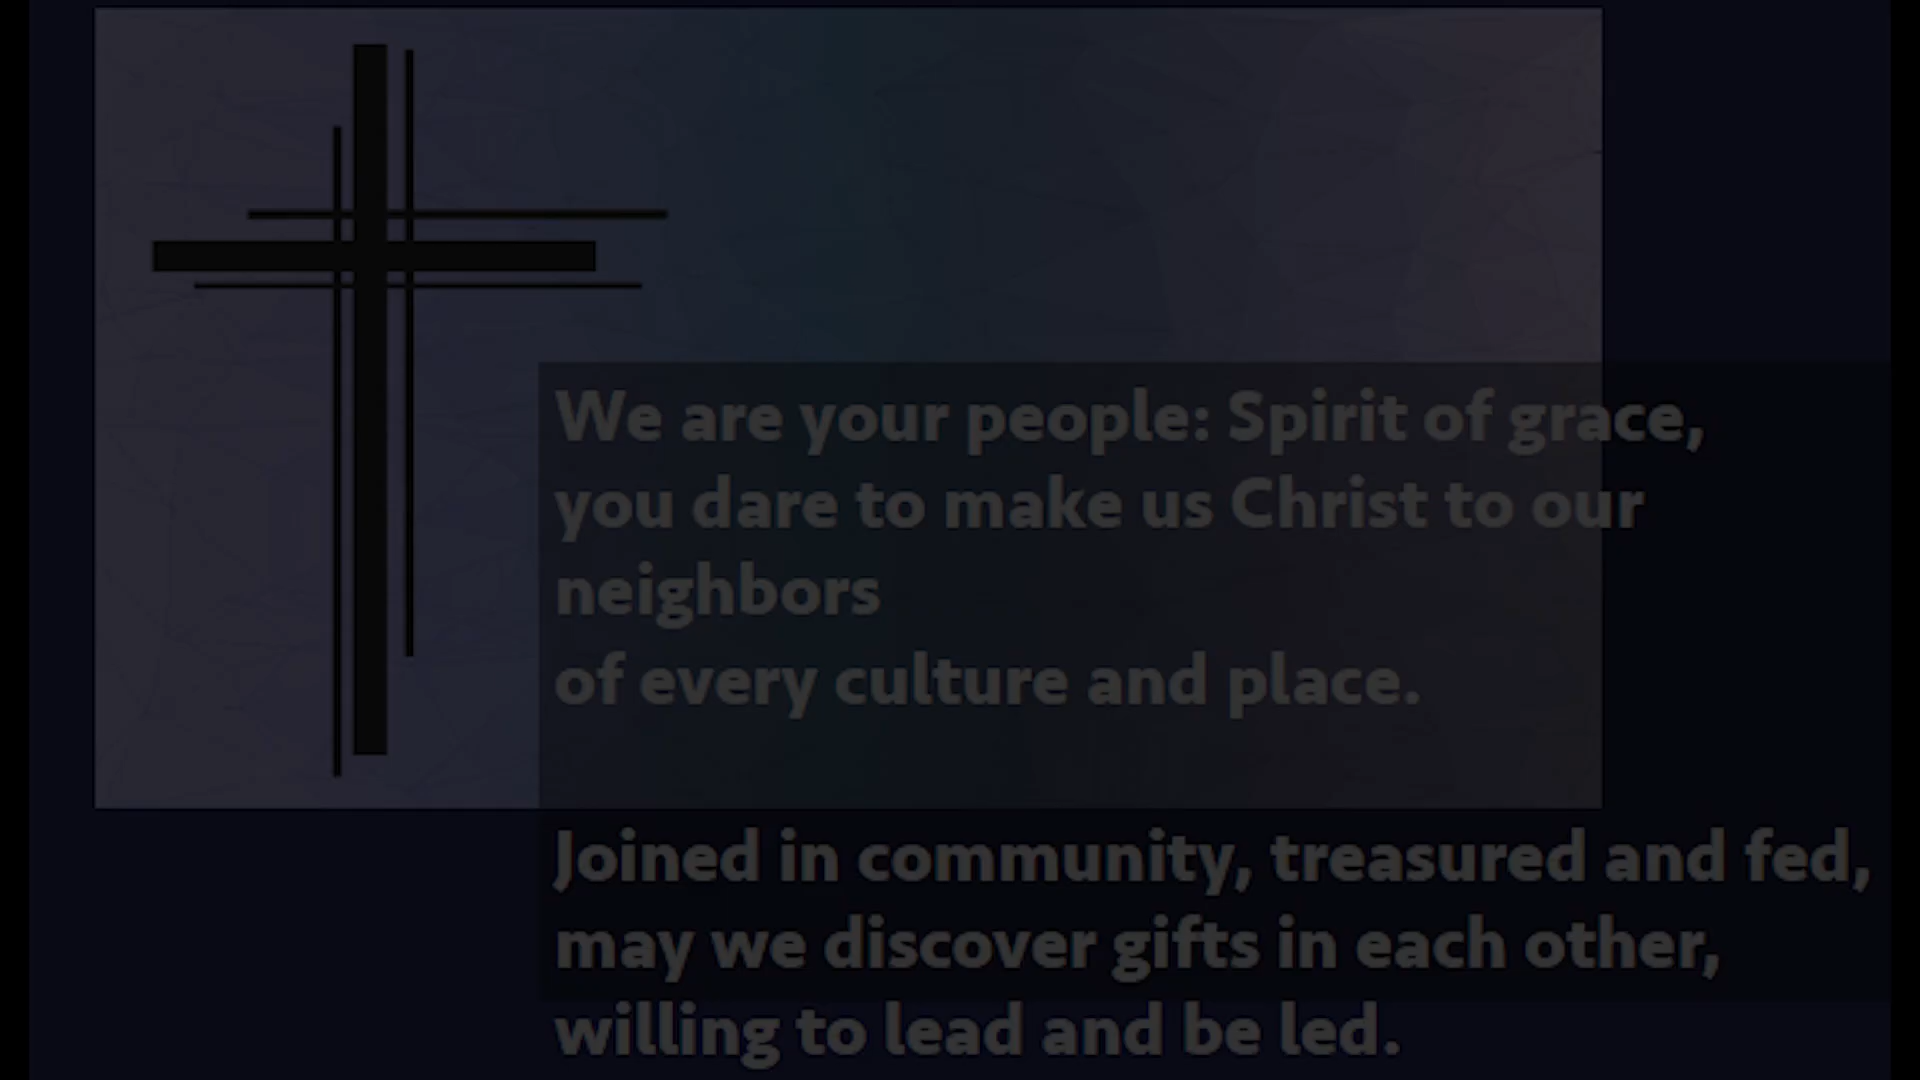 We are your people: Spirit of grace,
you dare to make us Christ to our
neighbors
of every culture and place.
Joined in community, treasured and fed,
may we discover gifts in each other,
willing to lead and be led.